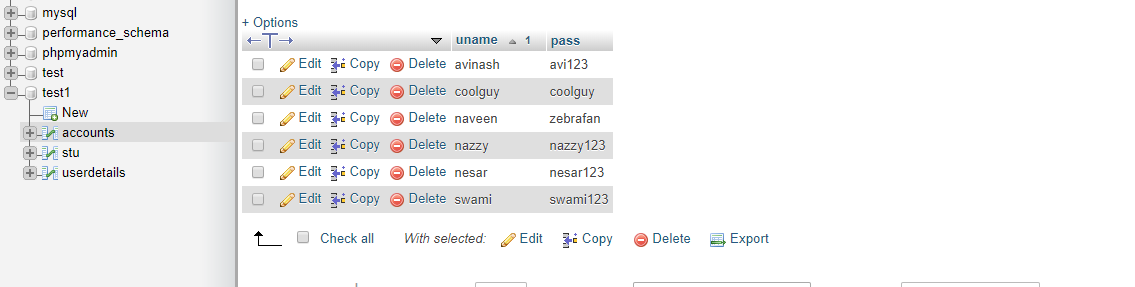 mysql
performance_schema
phpmyadmin
test
test1
New
accounts
stu
userdetails
+ Options
uname 1 pass
Edit Copy Delete avinash avi123
Edit Copy Delete coolguy coolguy
Edit Copy Delete naveen zebrafan
Edit Copy Delete nazzy nazzy123
Edit Copy Delete nesar nesar123
Edit Copy Delete swami swami123
Check all With selected: Edit Copy Delete Export